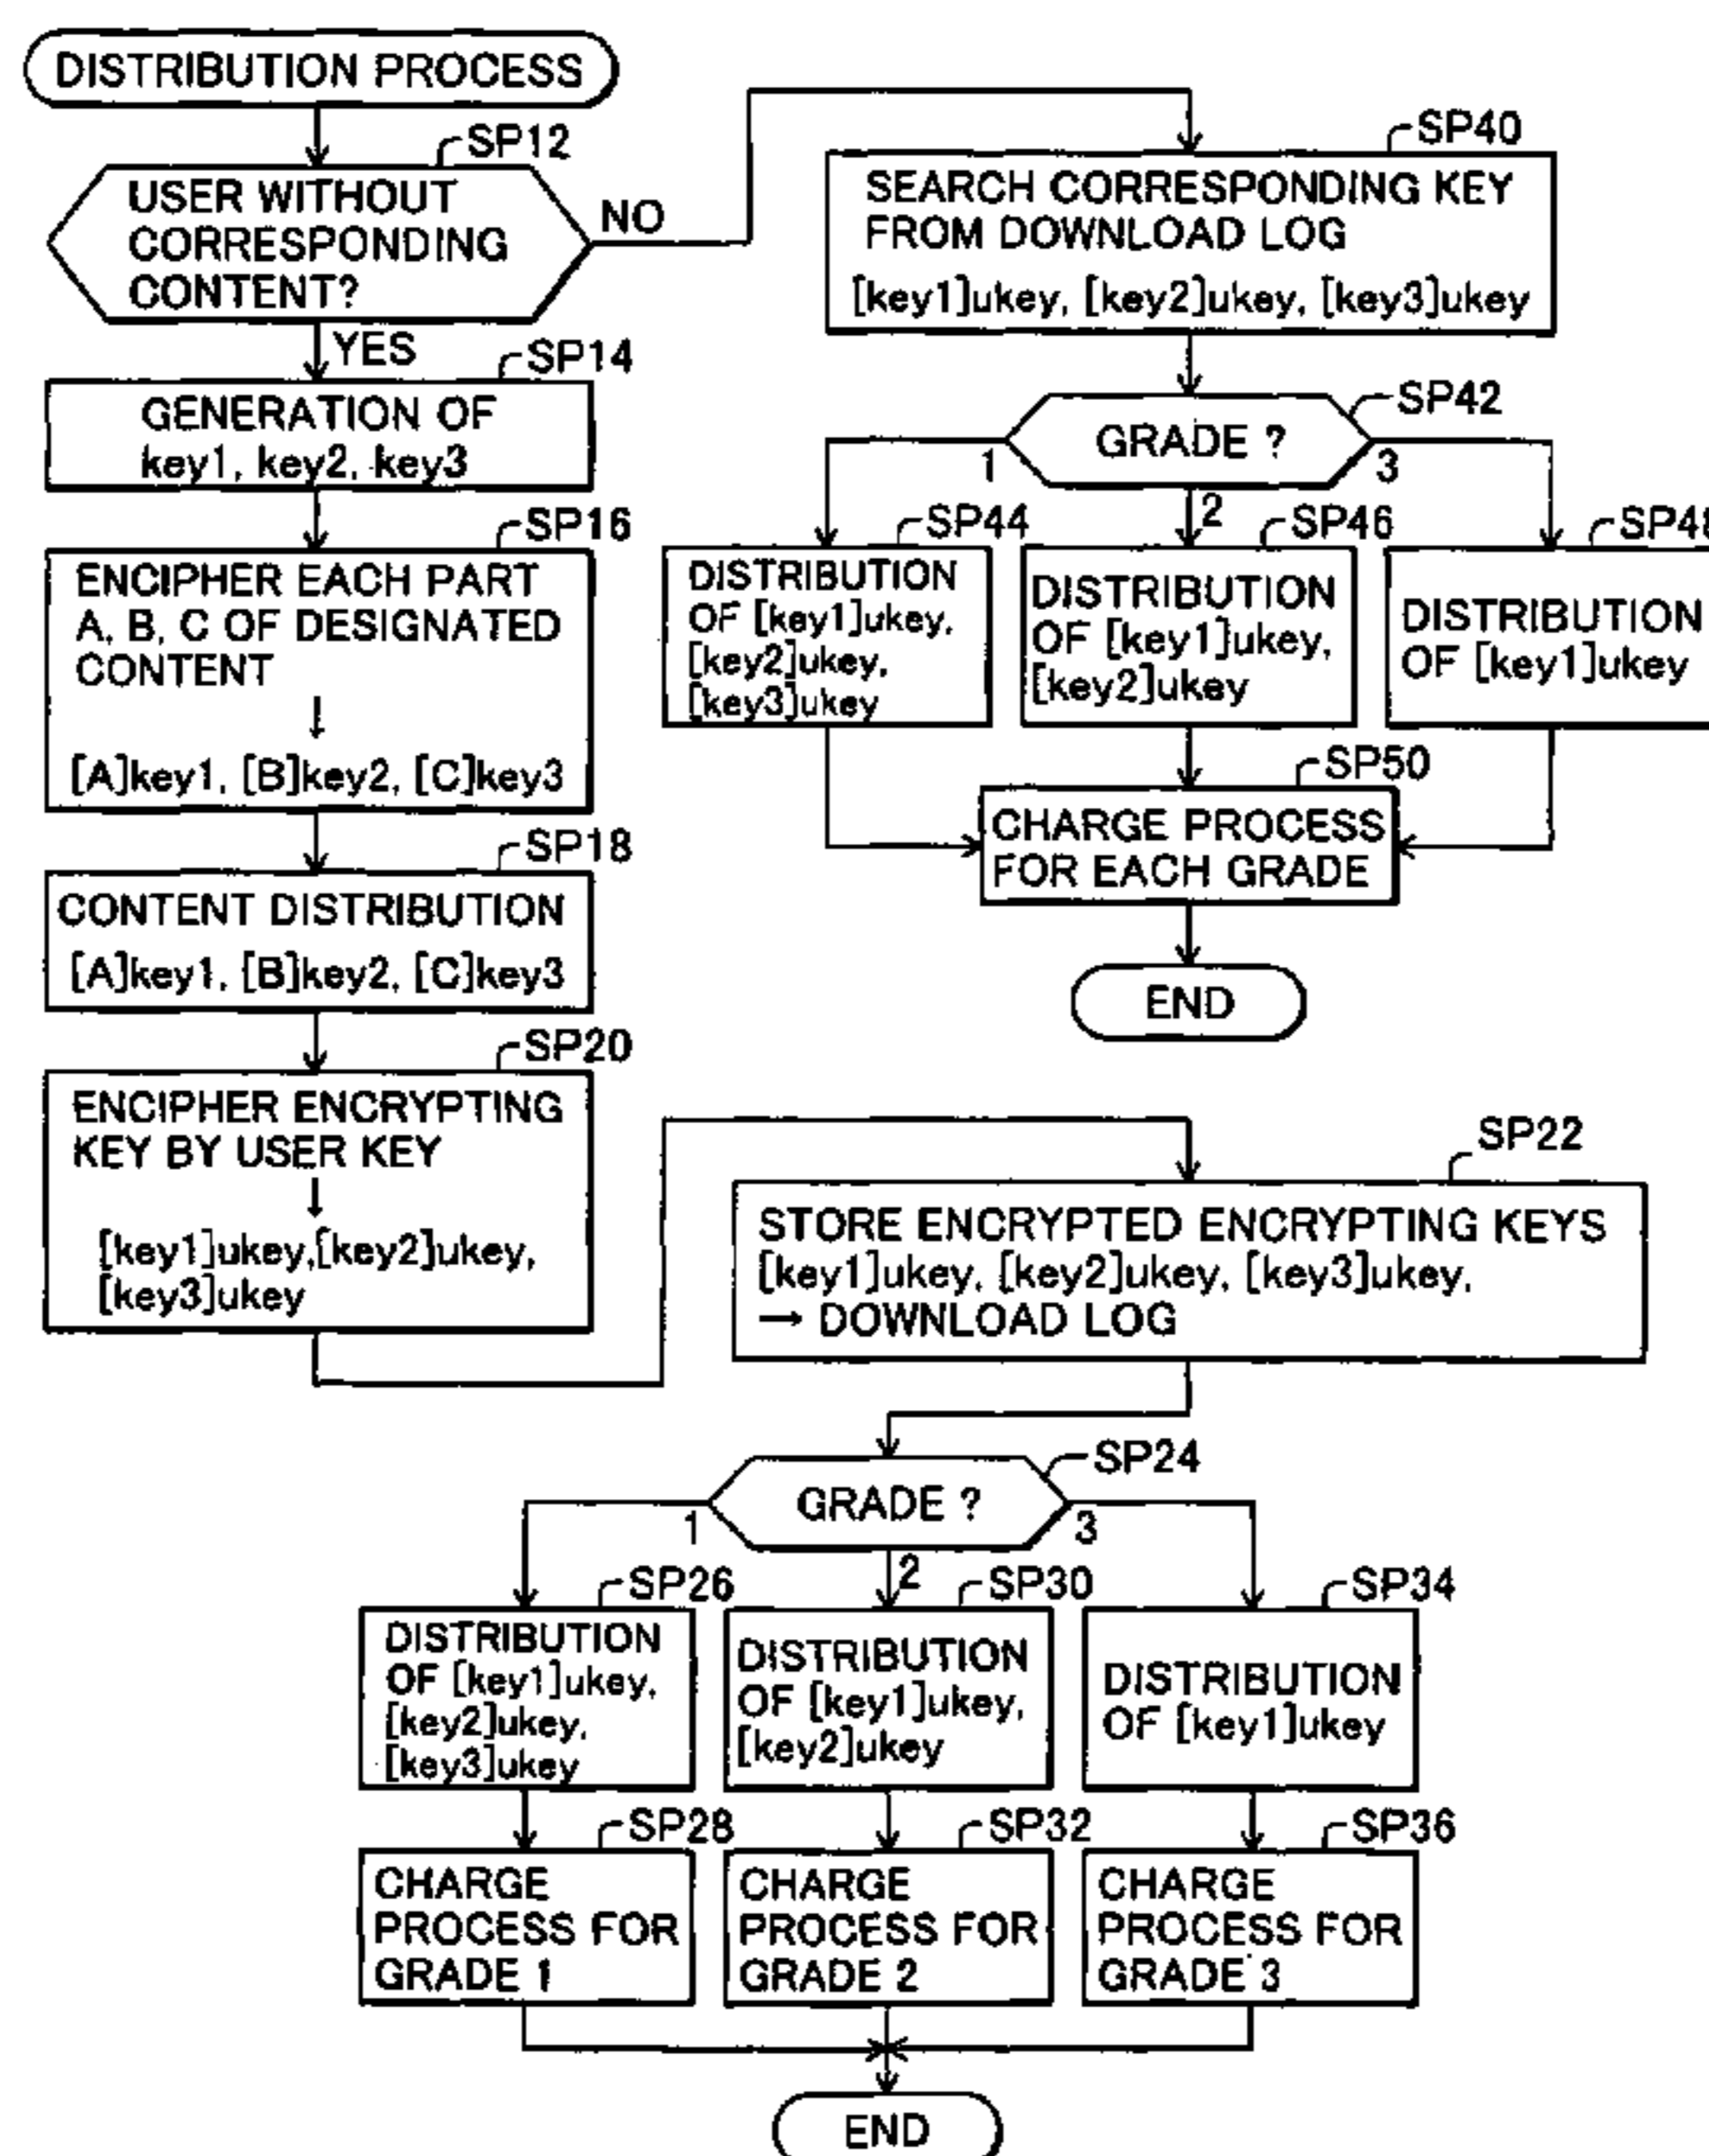 DISTRIBUTION PROCESS
SP12
USER WITHOUT
CORRESPONDING
CONTENT?
NO
YES
SP14
GENERATION OF
key1, key2, key3
SP16
ENCIPHER EACH PART
A, B, C OF DESIGNATED
CONTENT
↓
[A]key1, [B]key2, [C]key3
SP18
CONTENT DISTRIBUTION
[A]key1, [B]key2, [C]key3
SP20
ENCIPHER ENCRYPTING
KEY BY USER KEY
↓
[key1]ukey,[key2]ukey,
[key3]ukey
SP40
SEARCH CORRESPONDING KEY
FROM DOWNLOAD LOG
[key1]ukey, [key2]ukey, [key3]ukey
SP42
GRADE ?
1
2
3
SP44
DISTRIBUTION
OF [key1]ukey,
[key2]ukey,
[key3]ukey
SP46
DISTRIBUTION
OF [key1]ukey,
[key2]ukey
SP48
DISTRIBUTION
OF [key1]ukey
SP50
CHARGE PROCESS
FOR EACH GRADE
END
SP22
STORE ENCRYPTED ENCRYPTING KEYS
[key1]ukey, [key2]ukey, [key3]ukey,
→ DOWNLOAD LOG
SP24
GRADE ?
1
2
3
SP26
DISTRIBUTION
OF [key1]ukey,
[key2]ukey,
[key3]ukey
SP30
DISTRIBUTION
OF [key1]ukey,
[key2]ukey
SP34
DISTRIBUTION
OF [key1]ukey
SP28
CHARGE
PROCESS FOR
GRADE 1
SP32
CHARGE
PROCESS FOR
GRADE 2
SP36
CHARGE
PROCESS FOR
GRADE 3
END